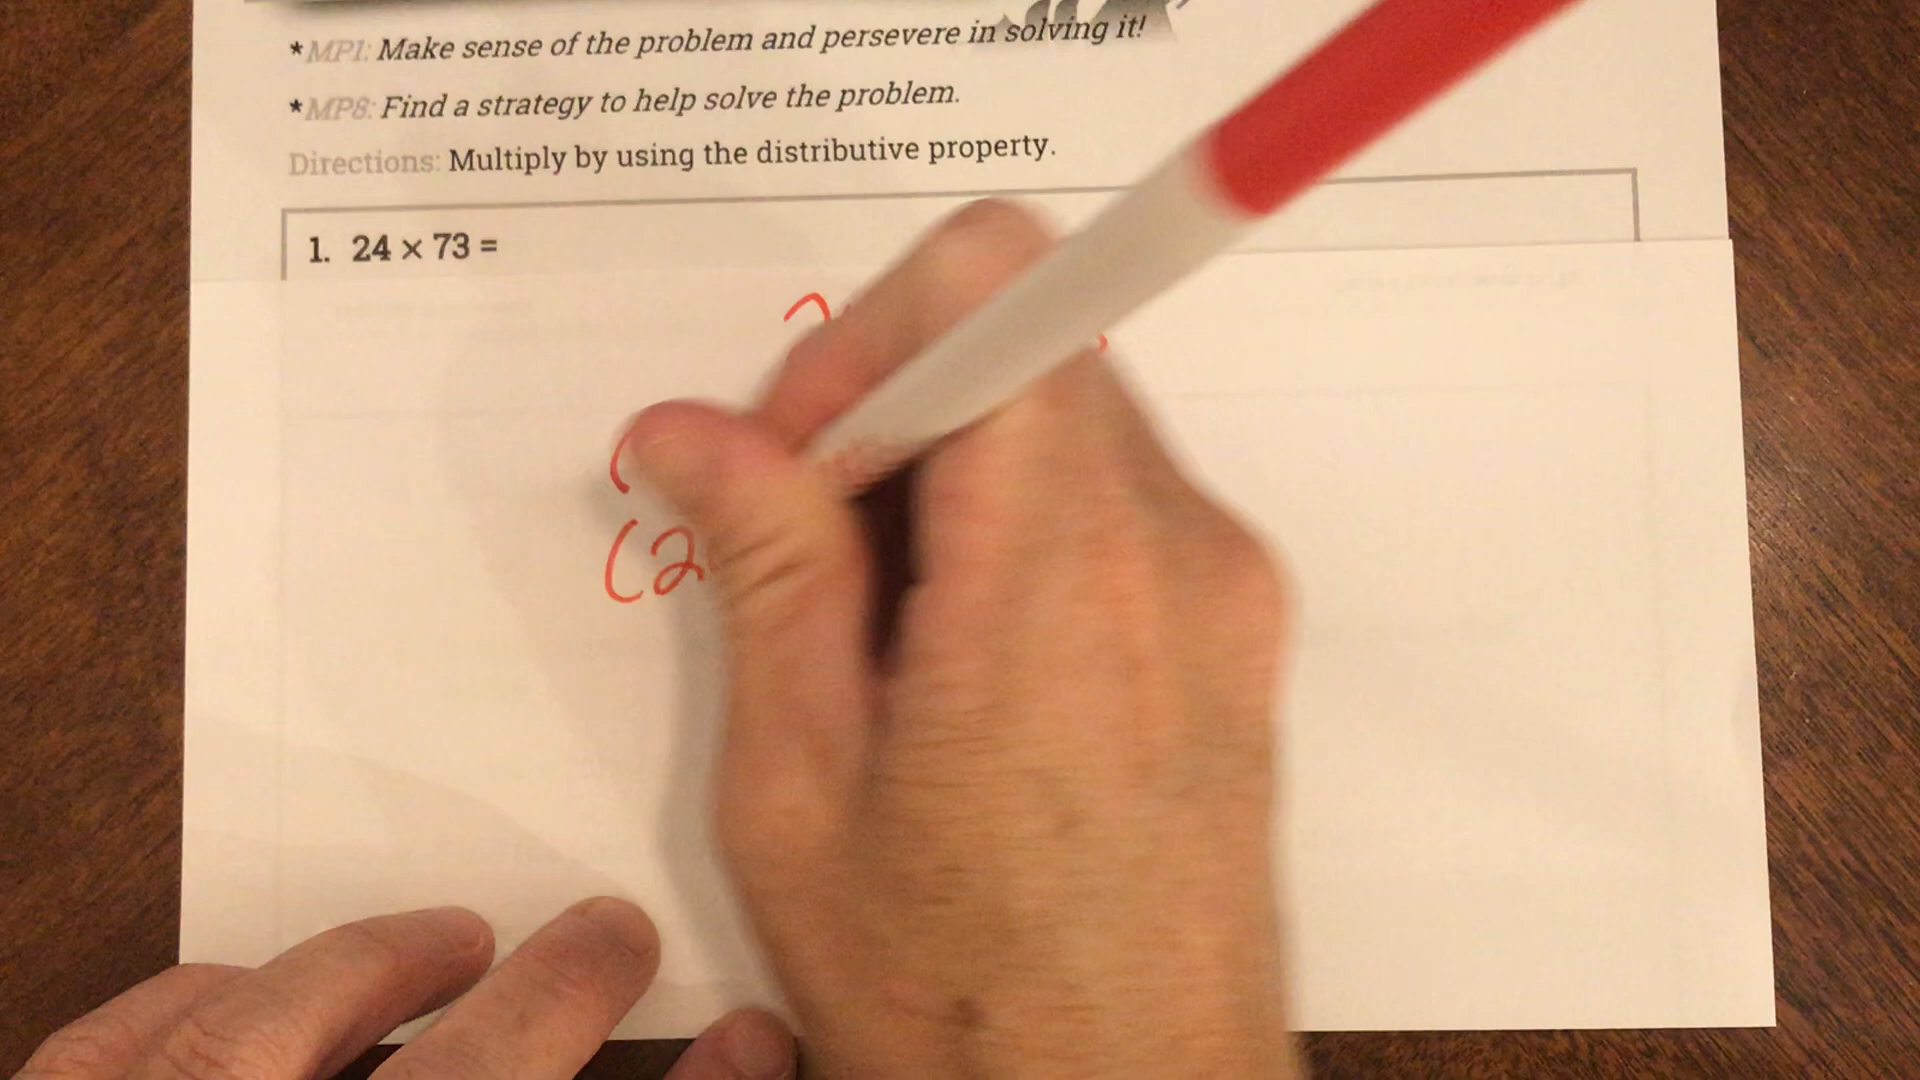 *MP1: Make sense of the problem and persevere in solving it!
*MP8: Find a strategy to help solve the problem.
Directions: Multiply by using the distributive property.
1. 24 × 73 =
(
(2